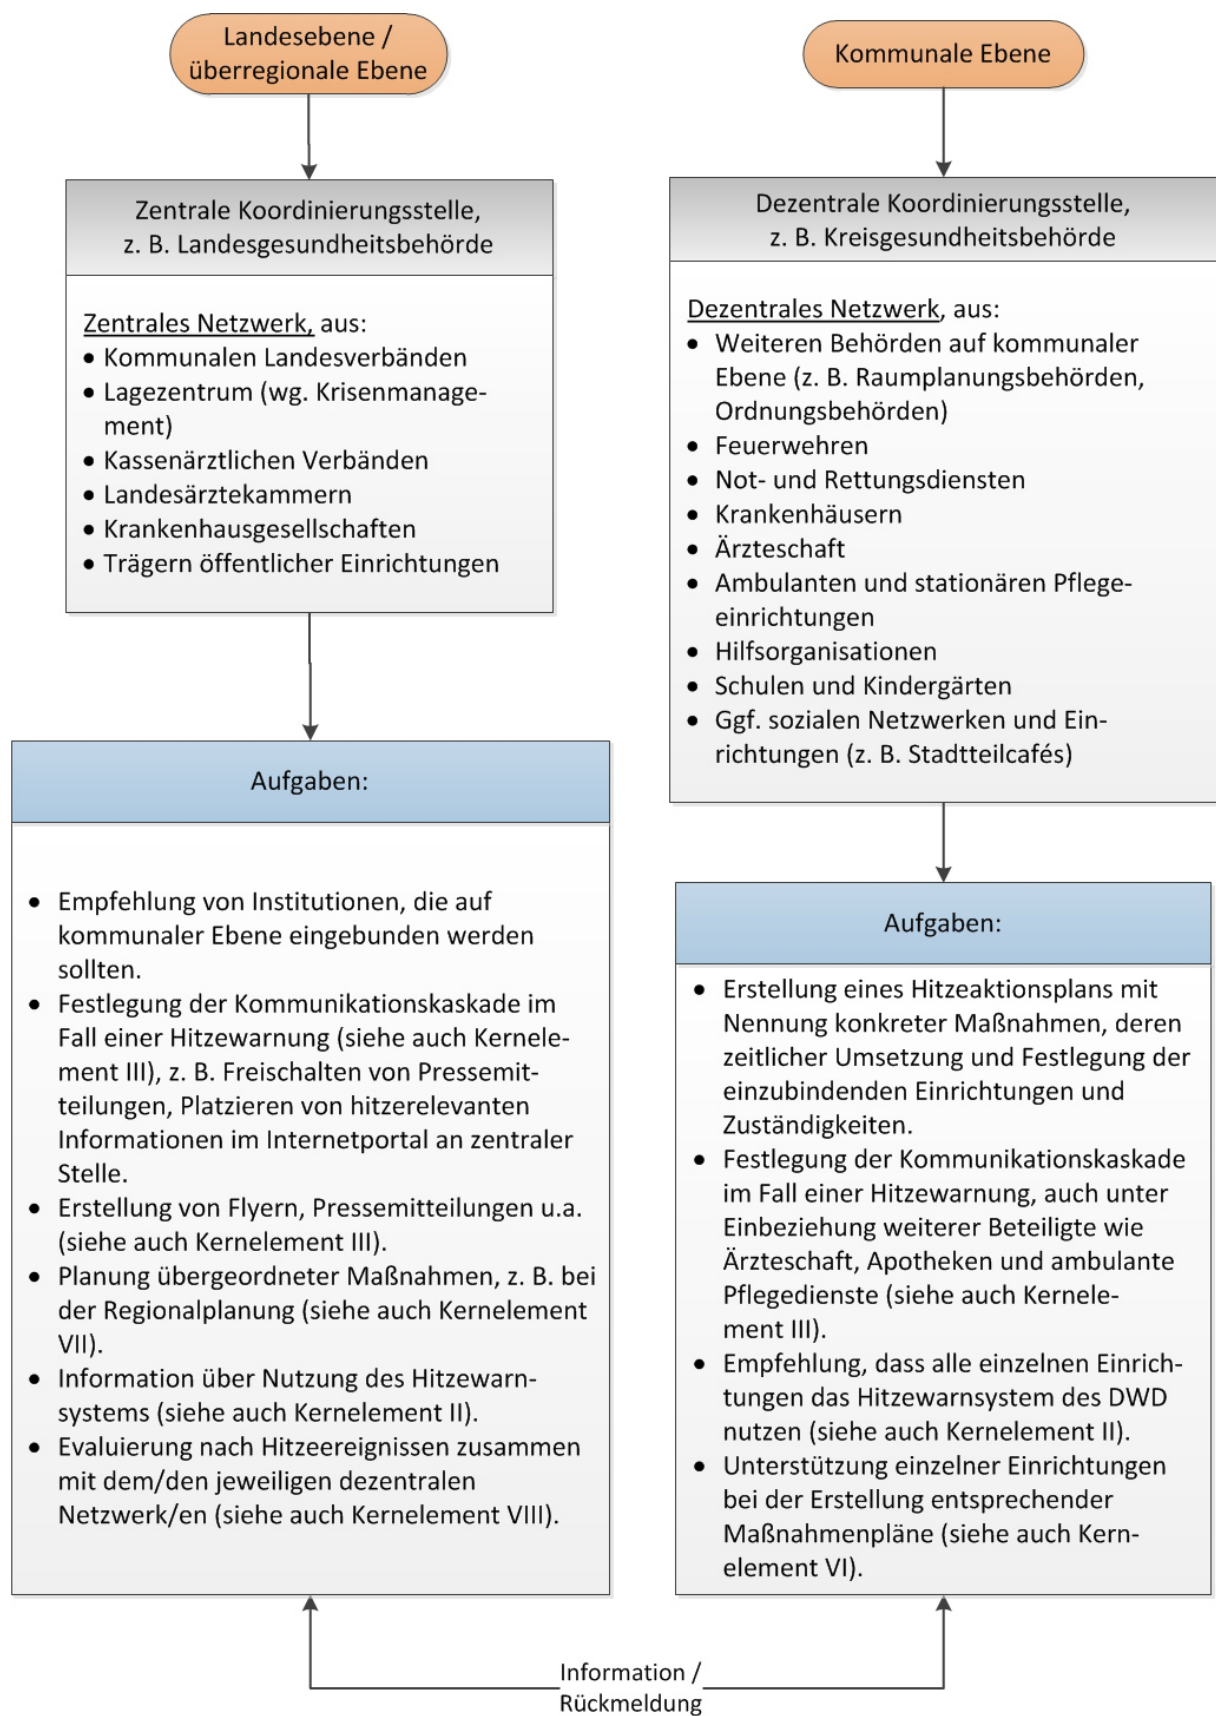 Landesebene /
überregionale Ebene
Zentrale Koordinierungsstelle,
z. B. Landesgesundheitsbehörde
Zentrales Netzwerk, aus:
• Kommunalen Landesverbänden
• Lagezentrum (wg. Krisenmanage-
ment)
• Kassenärztlichen Verbänden
• Landesärztekammern
• Krankenhausgesellschaften
• Trägern öffentlicher Einrichtungen
Aufgaben:
• Empfehlung von Institutionen, die auf
kommunaler Ebene eingebunden werden
sollten.
• Festlegung der Kommunikationskaskade im
Fall einer Hitzewarnung (siehe auch Kernele-
ment III), z. B. Freischalten von Pressemit-
teilungen, Platzieren von hitzerelevanten
Informationen im Internetportal an zentraler
Stelle.
• Erstellung von Flyern, Pressemitteilungen u.a.
(siehe auch Kernelement III).
• Planung übergeordneter Maßnahmen, z. B. bei
der Regionalplanung (siehe auch Kernelement
VII).
• Information über Nutzung des Hitzewarn-
systems (siehe auch Kernelement II).
• Evaluierung nach Hitzeereignissen zusammen
mit dem/den jeweiligen dezentralen
Netzwerk/en (siehe auch Kernelement VIII).
Kommunale Ebene
Dezentrale Koordinierungsstelle,
z. B. Kreisgesundheitsbehörde
Dezentrales Netzwerk, aus:
• Weiteren Behörden auf kommunaler
Ebene (z. B. Raumplanungsbehörden,
Ordnungsbehörden)
• Feuerwehren
• Not- und Rettungsdiensten
• Krankenhäusern
• Ärzteschaft
• Ambulanten und stationären Pflege-
einrichtungen
• Hilfsorganisationen
• Schulen und Kindergärten
• Ggf. sozialen Netzwerken und Ein-
richtungen (z. B. Stadtteilcafés)
Aufgaben:
• Erstellung eines Hitzeaktionsplans mit
Nennung konkreter Maßnahmen, deren
zeitlicher Umsetzung und Festlegung der
einzubindenden Einrichtungen und
Zuständigkeiten.
• Festlegung der Kommunikationskaskade
im Fall einer Hitzewarnung, auch unter
Einbeziehung weiterer Beteiligte wie
Ärzteschaft, Apotheken und ambulante
Pflegedienste (siehe auch Kernele-
ment III).
• Empfehlung, dass alle einzelnen Einrich-
tungen das Hitzewarnsystem des DWD
nutzen (siehe auch Kernelement II).
• Unterstützung einzelner Einrichtungen
bei der Erstellung entsprechender
Maßnahmenpläne (siehe auch Kern-
element VI).
Information /
Rückmeldung